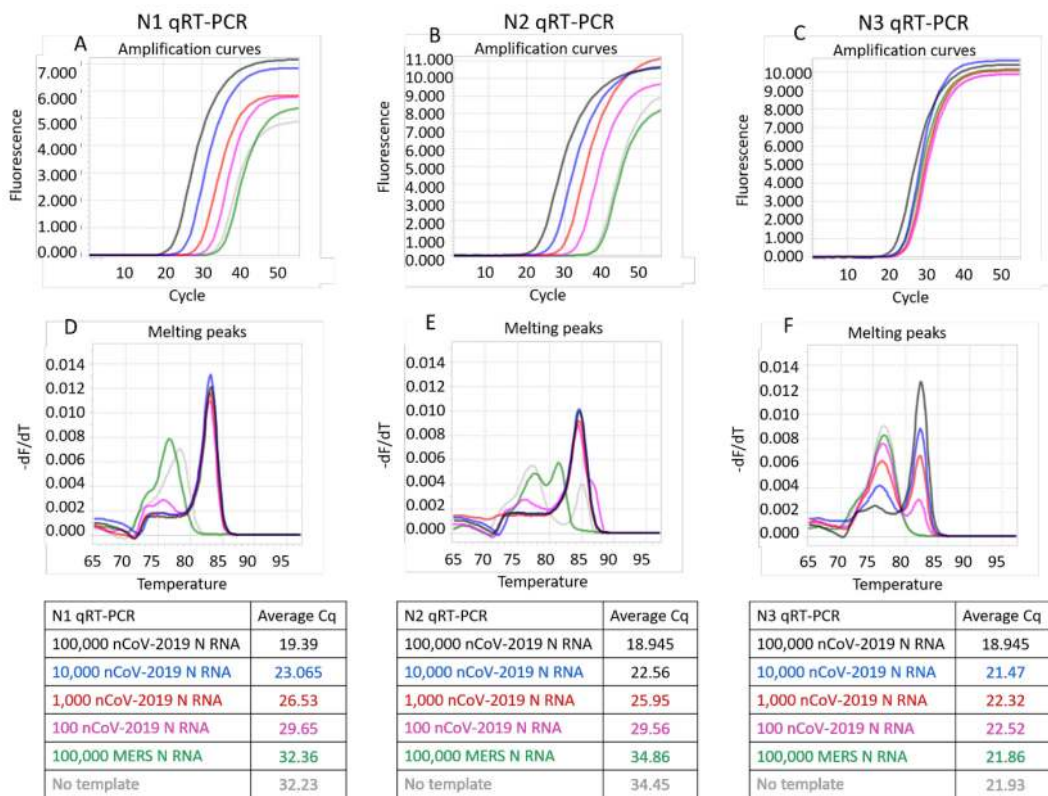 N1 qRT-PCR
N2 qRT-PCR
N3 qRT-PCR
A
Amplification curves
7.000
6.000
5.000
4.000
3.000
2.000
1.000
0.000
Fluorescence
10 20 30 40 50
Cycle
B
Amplification curves
11.000
10.000
9.000
8.000
7.000
6.000
5.000
4.000
3.000
2.000
1.000
0.000
Fluorescence
10 20 30 40 50
Cycle
C
Amplification curves
10.000
9.000
8.000
7.000
6.000
5.000
4.000
3.000
2.000
1.000
0.000
Fluorescence
10 20 30 40 50
Cycle
D
Melting peaks
0.014
0.012
0.010
0.008
0.006
0.004
0.002
0.000
-dF/dT
65 70 75 80 85 90 95
Temperature
E
Melting peaks
0.014
0.012
0.010
0.008
0.006
0.004
0.002
0.000
-dF/dT
65 70 75 80 85 90 95
Temperature
F
Melting peaks
0.014
0.012
0.010
0.008
0.006
0.004
0.002
0.000
-dF/dT
65 70 75 80 85 90 95
Temperature
N1 qRT-PCR Average Cq
100,000 nCoV-2019 N RNA 19.39
10,000 nCoV-2019 N RNA 23.065
1,000 nCoV-2019 N RNA 26.53
100 nCoV-2019 N RNA 29.65
100,000 MERS N RNA 32.36
No template 32.23
N2 qRT-PCR Average Cq
100,000 nCoV-2019 N RNA 18.945
10,000 nCoV-2019 N RNA 22.56
1,000 nCoV-2019 N RNA 25.95
100 nCoV-2019 N RNA 29.56
100,000 MERS N RNA 34.86
No template 34.45
N3 qRT-PCR Average Cq
100,000 nCoV-2019 N RNA 18.945
10,000 nCoV-2019 N RNA 21.47
1,000 nCoV-2019 N RNA 22.32
100 nCoV-2019 N RNA 22.52
100,000 MERS N RNA 21.86
No template 21.93